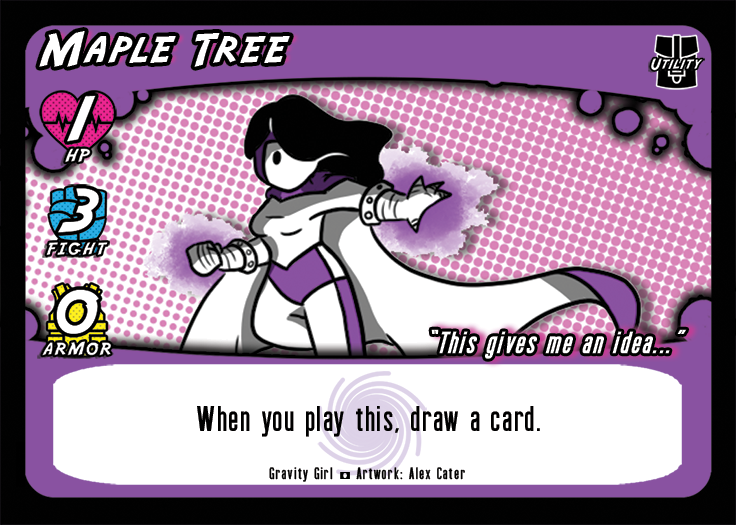 Maple Tree
Utility
1
HP
3
Fight
0
Armor
"This gives me an idea..."
When you play this, draw a card.
Gravity Girl Artwork: Alex Cater